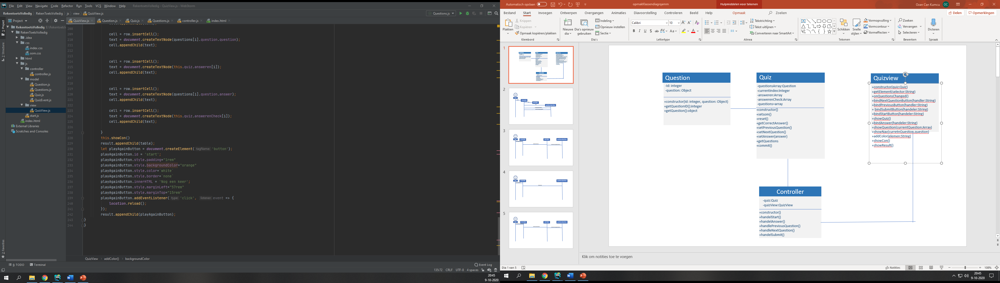 File Edit View Navigate Code Refactor Run Tools VCS Window Help RekentoetsVolledig - QuizView.js - WebStorm
RekentoetsVolledig RekenToetsVolledig js view QuizView.js
Questions.js
Project
QuizView.js Question.js Quiz.js Questions.js controller.js index.html
1: Project
Z: Structure
2: Favorites
RekentoetsVolledig E:\RekentoetsV
RekenToetsVolledig
.idea
css
index.css
som.css
html
js
controller
controller.js
model
Question.js
Questions.js
Quiz.js
QuizEvent.js
view
QuizView.js
start.js
index.html
External Libraries
Scratches and Consoles
208
209 cell = row.insertCell();
210 text = document.createTextNode(questions[i].question.question);
211 cell.appendChild(text);
212
213
214 cell = row.insertCell();
215 text = document.createTextNode(this.quiz.answeren[i]);
216 cell.appendChild(text);
217
218
219 cell = row.insertCell();
220 text = document.createTextNode(questions[i].question.answer);
221 cell.appendChild(text);
222
223 cell = row.insertCell();
224 text = document.createTextNode(this.quiz.answerenCheck[i]);
225 cell.appendChild(text);
226
227 }
228 this.showCon()
229 result.appendChild(table);
230 let playAgainButton = document.createElement( tagName: 'button');
231 playAgainButton.id = 'start';
232 playAgainButton.style.padding="1rem"
233 playAgainButton.style.backgroundColor="orange"
234 playAgainButton.style.color=`white`
235 playAgainButton.style.border=`none`
236 playAgainButton.innerHTML = 'Nog een keer';
237 playAgainButton.style.marginLeft="57rem"
238 playAgainButton.style.marginTop="15rem"
239 playAgainButton.addEventListener( type: 'click', listener: event => {
240 location.reload();
241 });
242 result.appendChild(playAgainButton);
243 }
244 }
QuizView addColor() backgroundColor
6: TODO Terminal Event Log
135:72 CRLF UTF-8 4 spaces
20:45
9-10-2020
Automatisch opslaan opmakKlassendiagrqamm Hulpmiddelen voor tekenen Ozan Can Kumcu OC
Bestand Start Invoegen Ontwerpen Overgangen Animaties Diavoorstelling Controleren Beeld Help Opmaak Zoeken Delen Opmerkingen
Plakken
Knippen
Kopiëren
Opmaak kopiëren/plakken
Klembord
Nieuwe dia
Dia's opnieuw gebruiken
Indeling
Opnieuw instellen
Sectie
Dia's
Calibri 10
Lettertype
Tekstrichting
Tekst uitlijnen
Converteren naar SmartArt
Alinea
Schikken
Snelle stijlen
Vormopvulling
Vormcontour
Vormeffecten
Tekenen
Zoeken
Vervangen
Selecteren
Bewerken
Dicteren
Spraak
1
2
3
4
5
Question
-Id: integer
-question: Object
+constructor(Id: integer, question: Object)
+getQuestionID():integer
+getQuestion():object
Quiz
-questionsArray:Question
-currentIndex:Integer
-answeren:Array
-answerenCheck:Array
-questions=array
+constructor()
+setsom()
+reset()
+getCorrectAnswer()
+setPreviousQuestion()
+setNextQuestion()
+setAnswer(answer)
+getQuestions
+commit()
Quizview
+constructor(quiz:Quiz)
+getElement(selector:String)
+onQuestionsChanged()
+bindNextQuestionButton(handler:String)
+bindPreviousButton(handler:String)
+ bindSubmitButton(handeler:String)
+bindStartButton(handeler:String)
+showQuiz()
+bindAnswer(handeler:String)
+showQuestion(currentQuestion:Array)
+showNav(curretnQuestion,question)
+addColor(elemen:String)
+showCon()
+showResult()
Controller
-quiz:Quiz
-quizView:QuizView
+constructor()
+handelStart()
+handelAnswer()
+handlePreviousQuestion()
+handleNextQuestion()
+handelSubmit()
Klik om notities toe te voegen
Dia 1 van 5 Notities 108%
20:45
9-10-2020